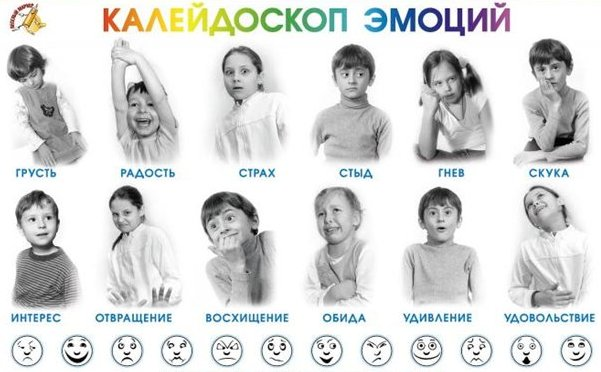 КАЛЕЙДОСКОП ЭМОЦИЙ
ГРУСТЬ РАДОСТЬ СТРАХ СТЫД ГНЕВ СКУКА
ИНТЕРЕС ОТВРАЩЕНИЕ ВОСХИЩЕНИЕ ОБИДА УДИВЛЕНИЕ УДОВОЛЬСТВИЕ